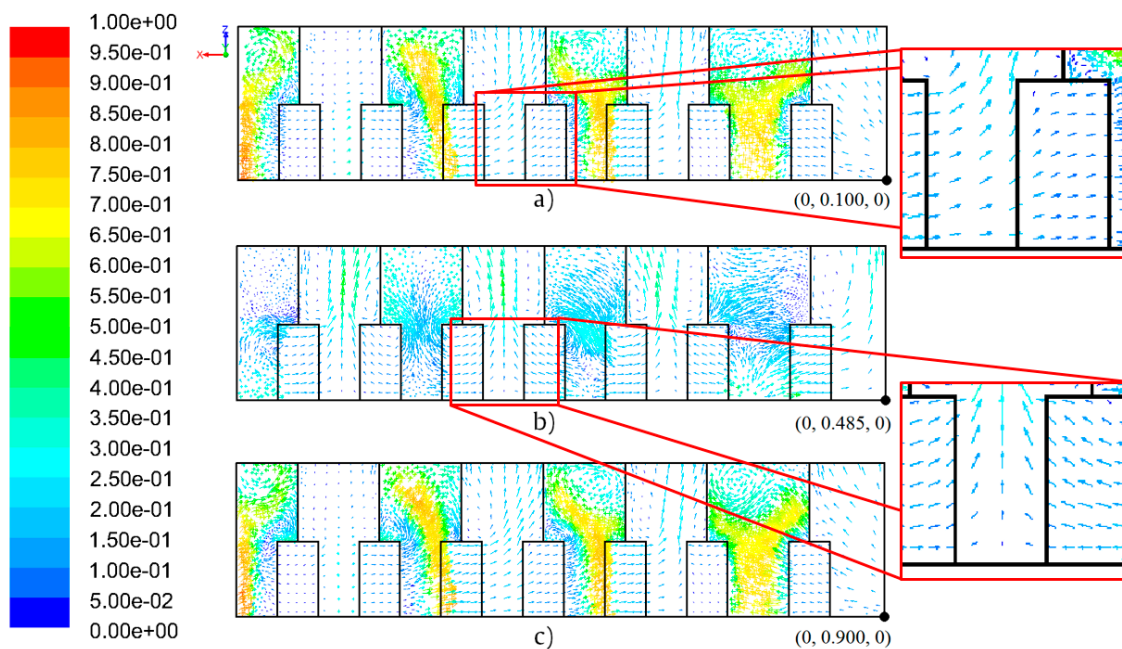 1.00e+00
9.50e-01
9.00e-01
8.50e-01
8.00e-01
7.50e-01
7.00e-01
6.50e-01
6.00e-01
5.50e-01
5.00e-01
4.50e-01
4.00e-01
3.50e-01
3.00e-01
2.50e-01
2.00e-01
1.50e-01
1.00e-01
5.00e-02
0.00e+00
Z
X
a)
(0, 0.100, 0)
b)
(0, 0.485, 0)
c)
(0, 0.900, 0)